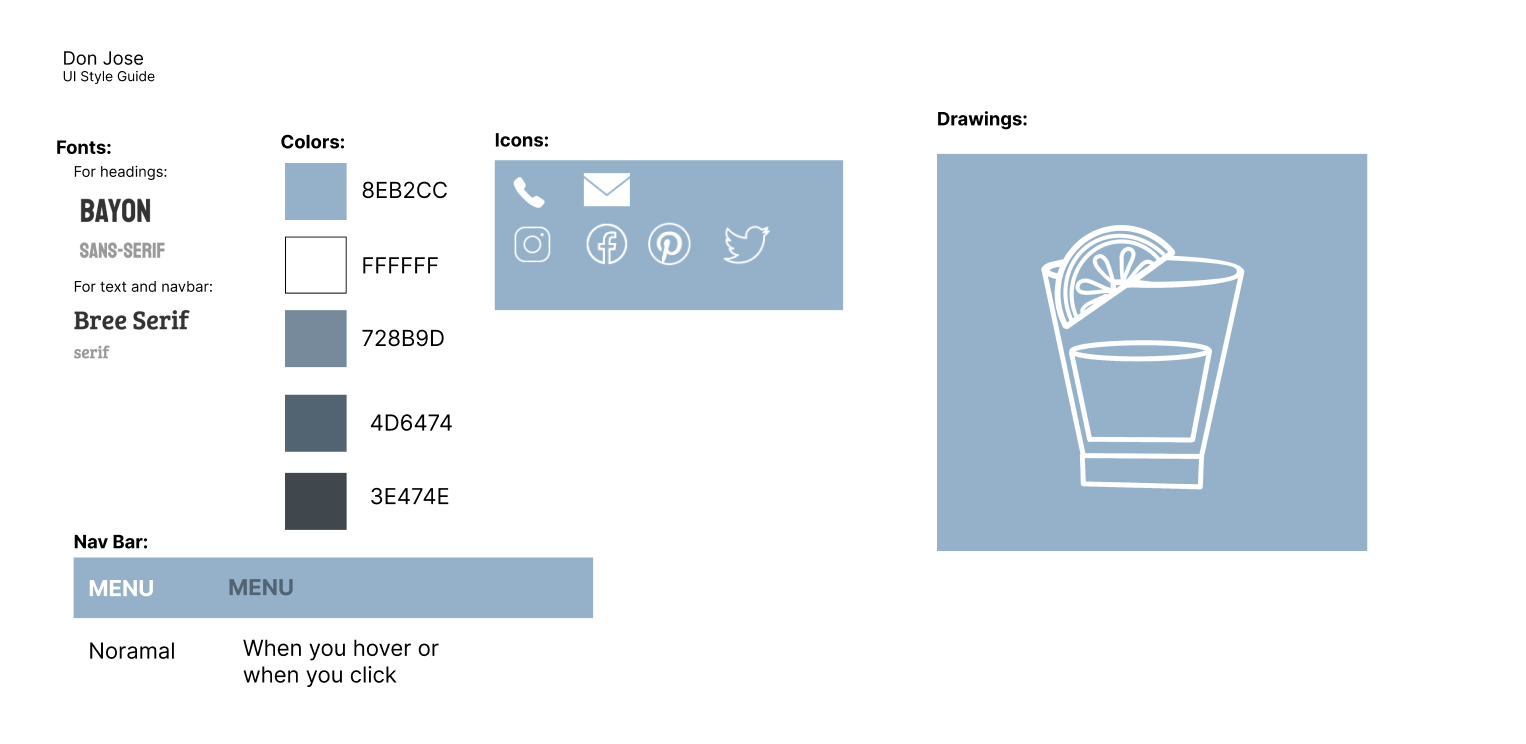 Don Jose
UI Style Guide
Fonts:
For headings:
BAYON
SANS-SERIF
For text and navbar:
Bree Serif
serif
Colors:
8EB2CC
FFFFFF
728B9D
4D6474
3E474E
Icons:
Drawings:
Nav Bar:
MENU MENU
Noramal
When you hover or
when you click